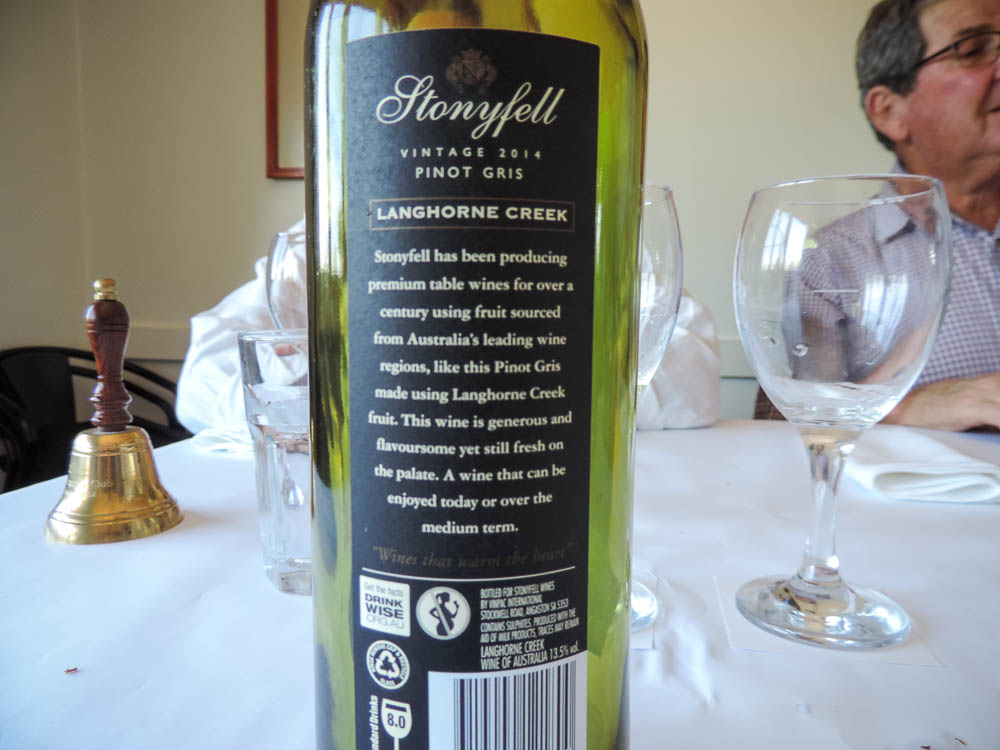 Stonyfell
VINTAGE 2014
PINOT GRIS
LANGHORNE CREEK
Stonyfell has been producing
premium table wines for over a
century using fruit sourced
from Australia's leading wine
regions, like this Pinot Gris
made using Langhorne Creek
fruit. This wine is generous and
flavoursome yet still fresh on
the palate. A wine that can be
enjoyed today or over the
medium term.
"Wines that warm the heart"
Get the facts
DRINK
WISE
ORG.AU
BOTTLED FOR STONYFELL WINES
BY VINPAC INTERNATIONAL
STOCKWELL ROAD, ANGASTON SA 5353
CONTAINS SULPHITES. PRODUCED WITH THE
AID OF MILK PRODUCTS, TRACES MAY REMAIN
LANGHORNE CREEK
WINE OF AUSTRALIA 13.5% vol
GLASS
8.0
Drinks
Club